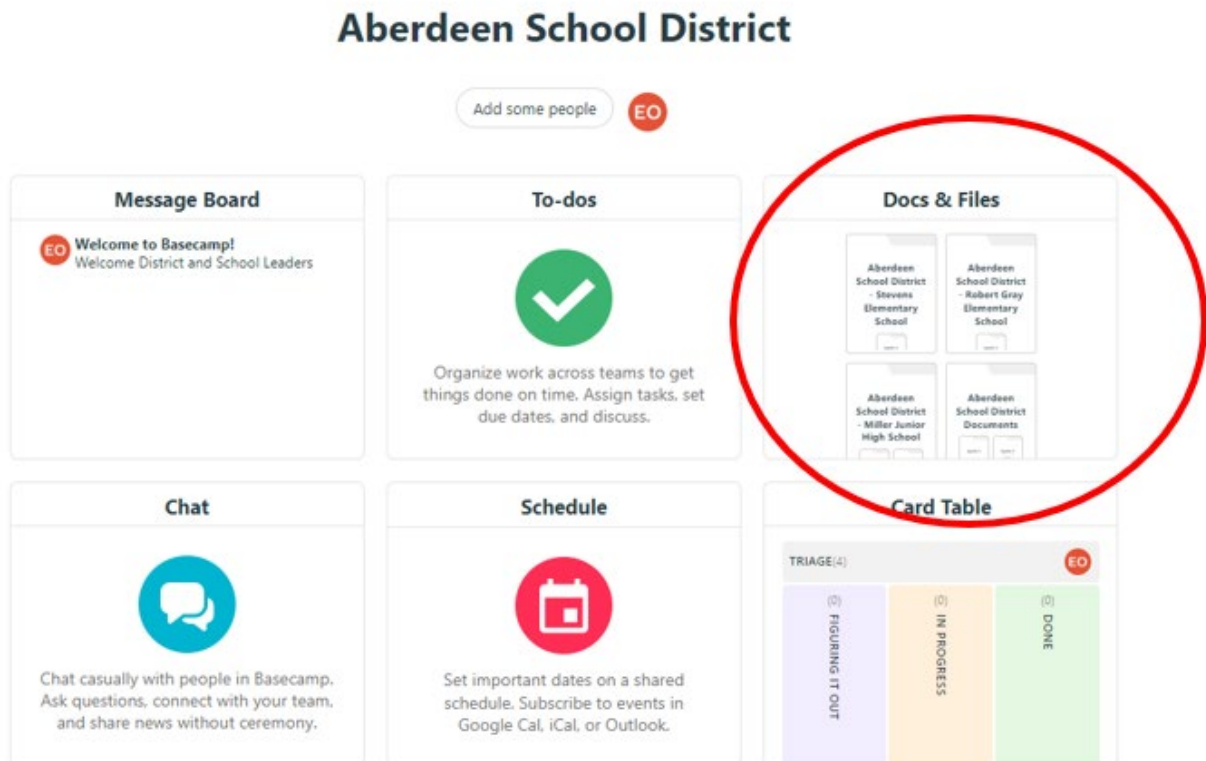 Aberdeen School District
Add some people
EO
Message Board
EO
Welcome to Basecamp!
Welcome District and School Leaders
To-dos
Organize work across teams to get
things done on time. Assign tasks, set
due dates, and discuss.
Docs & Files
Aberdeen
School District
- Stevens
Elementary
School
Aberdeen
School District
- Robert Gray
Elementary
School
Aberdeen
School District
- Miller Junior
High School
Aberdeen
School District
Documents
Chat
Chat casually with people in Basecamp.
Ask questions, connect with your team,
and share news without ceremony.
Schedule
Set important dates on a shared
schedule. Subscribe to events in
Google Cal, iCal, or Outlook.
Card Table
TRIAGE(4)
EO
(0) FIGURING IT OUT
(0) IN PROGRESS
(0) DONE